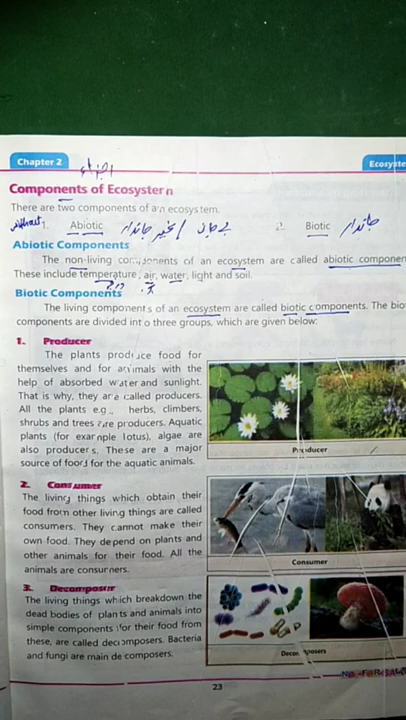 Chapter 2
Ecosyste
اجزاء
Components of Ecosystem
There are two components of an ecosystem.
without 1. Abiotic بے جان / غیر جاندار 2. Biotic جاندار
Abiotic Components
The non-living components of an ecosystem are called abiotic componen
These include temperature, air, water, light and soil.
Biotic Components
The living components of an ecosystem are called biotic components. The bio
components are divided into three groups, which are given below:
1. Producer
The plants produce food for
themselves and for animals with the
help of absorbed water and sunlight.
That is why, they are called producers.
All the plants e.g., herbs, climbers,
shrubs and trees are producers. Aquatic
plants (for example lotus), algae are
also producers. These are a major
source of food for the aquatic animals.
Producer
2. Consumer
The living things which obtain their
food from other living things are called
consumers. They cannot make their
own food. They depend on plants and
other animals for their food. All the
animals are consumers.
Consumer
3. Decomposer
The living things which breakdown the
dead bodies of plants and animals into
simple components for their food from
these, are called decomposers. Bacteria
and fungi are main decomposers.
Decomposers
NOT FOR SA
23